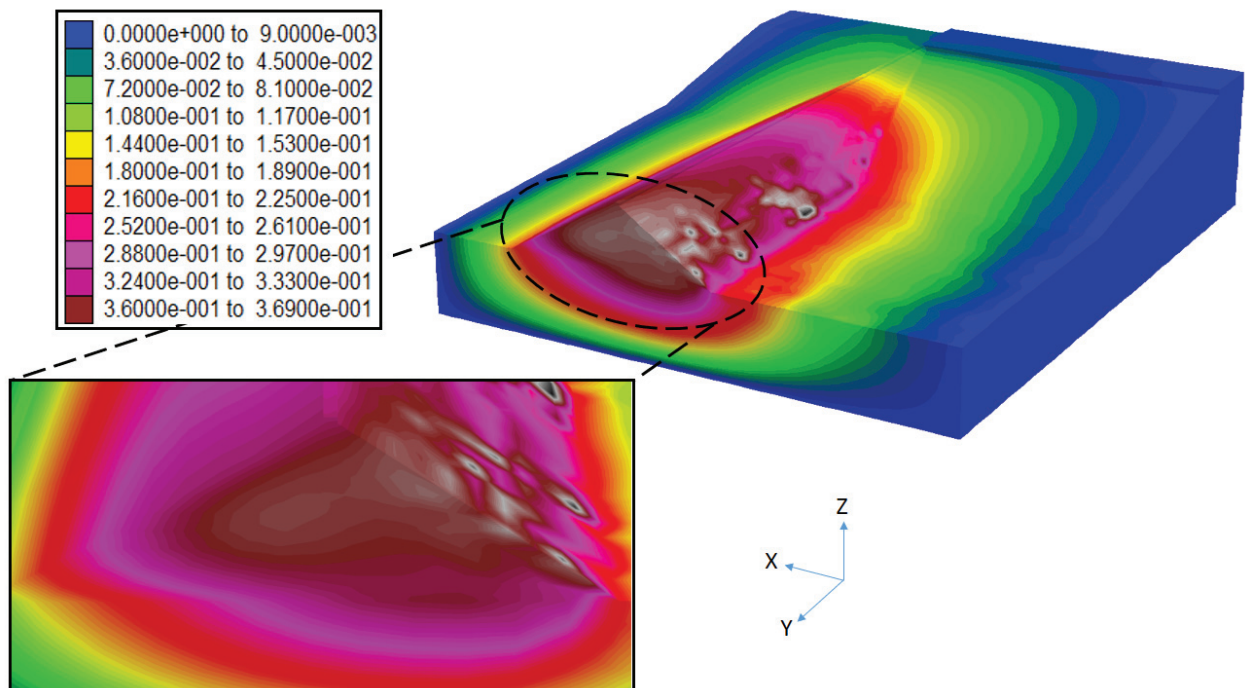 0.0000e+000 to 9.0000e-003
3.6000e-002 to 4.5000e-002
7.2000e-002 to 8.1000e-002
1.0800e-001 to 1.1700e-001
1.4400e-001 to 1.5300e-001
1.8000e-001 to 1.8900e-001
2.1600e-001 to 2.2500e-001
2.5200e-001 to 2.6100e-001
2.8800e-001 to 2.9700e-001
3.2400e-001 to 3.3300e-001
3.6000e-001 to 3.6900e-001
Z
X
Y